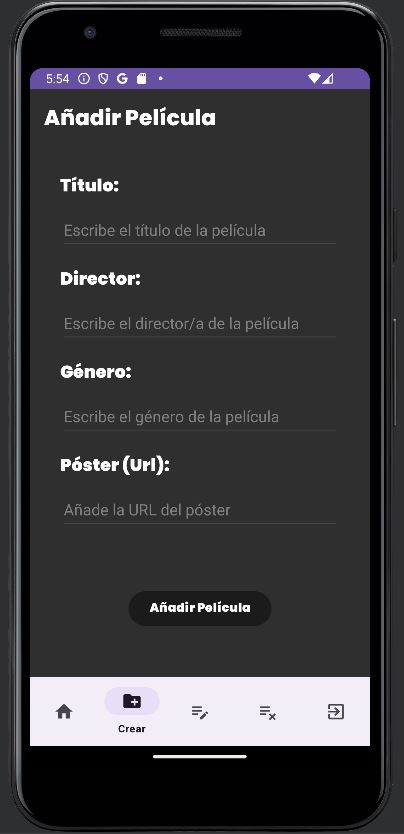 5:54
Añadir Película
Título:
Escribe el título de la película
Director:
Escribe el director/a de la película
Género:
Escribe el género de la película
Póster (Url):
Añade la URL del póster
Añadir Película
Crear